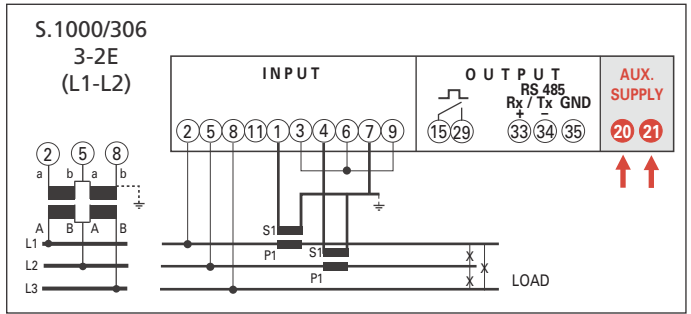 S.1000/306
3-2E
(L1-L2)
INPUT
OUTPUT
RS 485
Rx / Tx GND
+ −
AUX.
SUPPLY
2 5 8 11 1 3 4 6 7 9
15 29 33 34 35
20 21
2 5 8
a b a b
A B A B
S1
P1
S1
P1
L1
L2
L3
X
X
X
LOAD